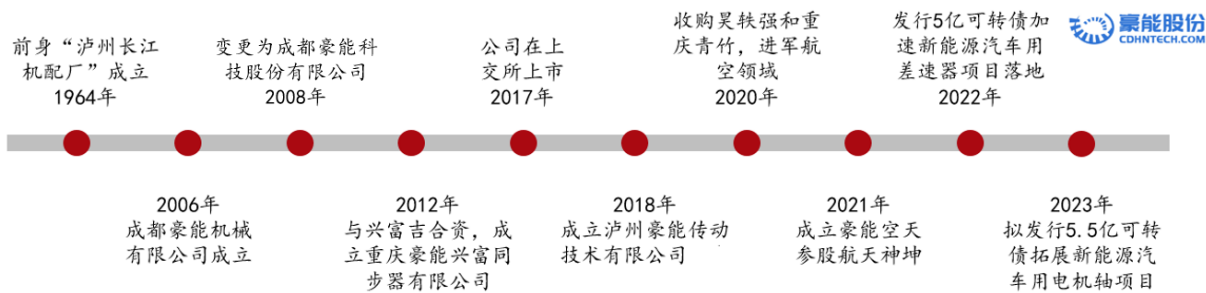 前身“泸州长江
机配厂”成立
1964年
2006年
成都豪能机械
有限公司成立
变更为成都豪能科
技股份有限公司
2008年
2012年
与兴富吉合资，成
立重庆豪能兴富同
步器有限公司
公司在上
交所上市
2017年
2018年
成立泸州豪能传动
技术有限公司
收购昊轶强和重
庆青竹，进军航
空领域
2020年
2021年
成立豪能空天
参股航天神坤
发行5亿可转债加
速新能源汽车用
差速器项目落地
2022年
2023年
拟发行5.5亿可转
债拓展新能源汽
车用电机轴项目
豪能股份
CDHNTECH.COM